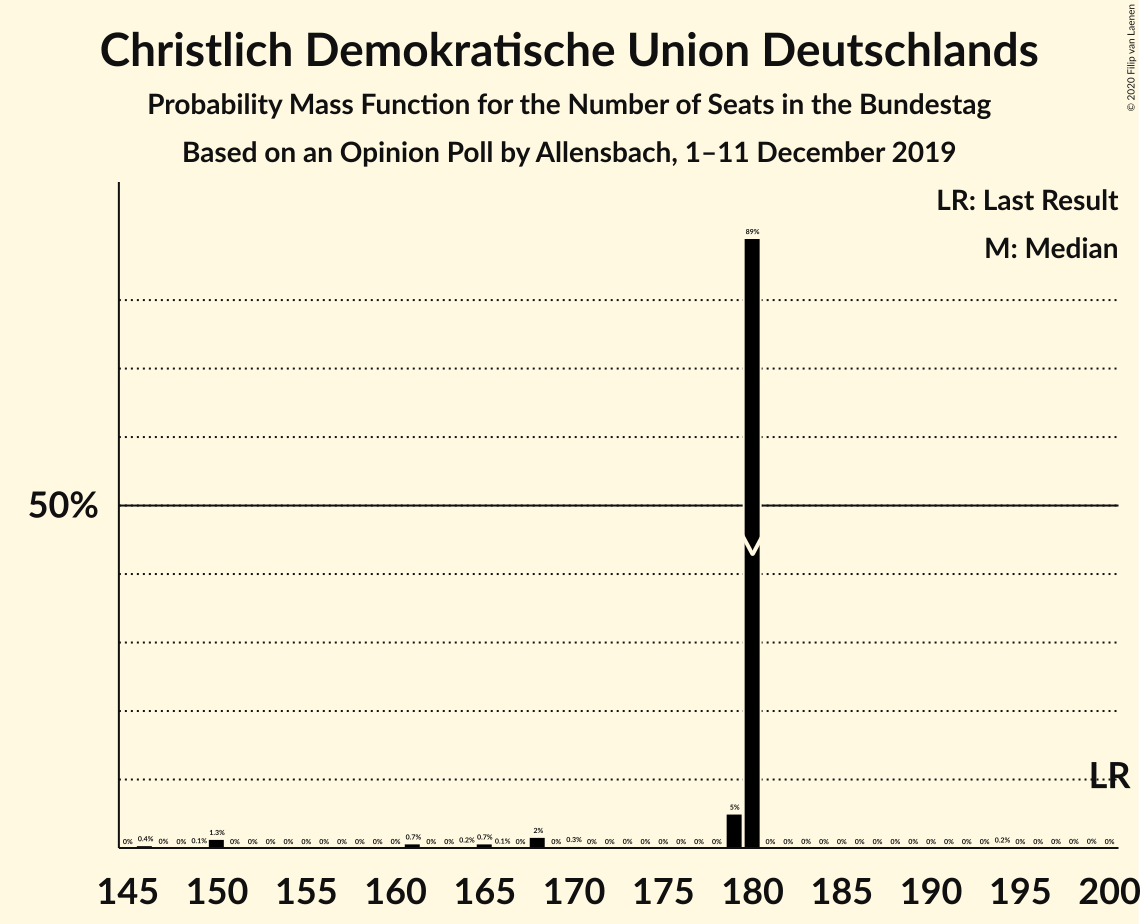 Christlich Demokratische Union Deutschlands
Probability Mass Function for the Number of Seats in the Bundestag
Based on an Opinion Poll by Allensbach, 1–11 December 2019
© 2020 Filip van Laenen
LR: Last Result
M: Median
89%
50%
LR
0% 0.4% 0% 0% 0.1% 1.3% 0% 0% 0% 0% 0% 0% 0% 0% 0% 0% 0.7% 0% 0% 0.2% 0.7% 0.1% 0% 2% 0% 0.3% 0% 0% 0% 0% 0% 0% 0% 0% 5% 0% 0% 0% 0% 0% 0% 0% 0% 0% 0% 0% 0% 0% 0.2% 0% 0% 0% 0% 0% 0%
145 150 155 160 165 170 175 180 185 190 195 200